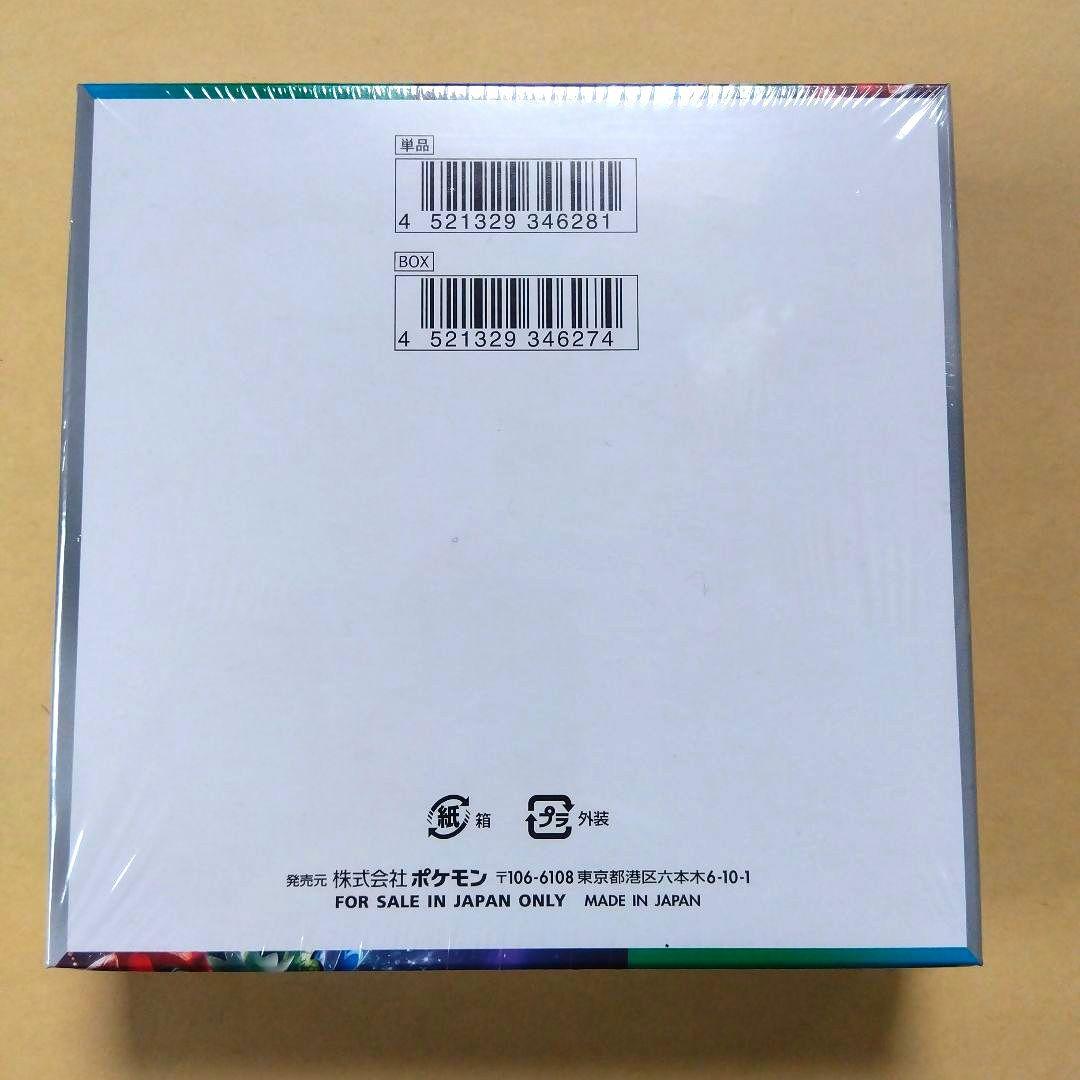 単品
4 521329 346281
BOX
4 521329 346274
紙 箱 プラ 外装
発売元 株式会社 ポケモン 〒106-6108 東京都港区六本木6-10-1
FOR SALE IN JAPAN ONLY MADE IN JAPAN